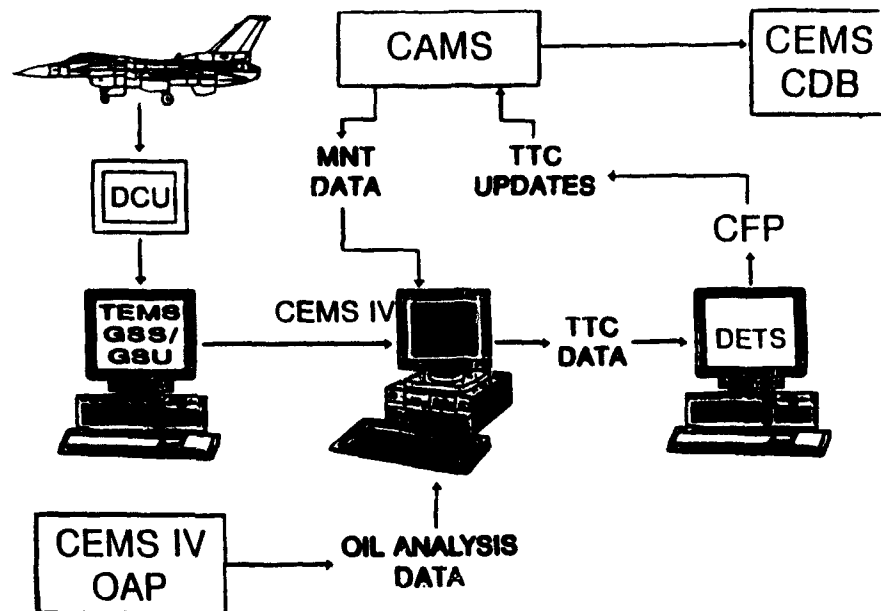 CAMS
CEMS
CDB
MNT
DATA
TTC
UPDATES
DCU
CFP
TEMS
GSS/
GSU
CEMS IV
TTC
DATA
DETS
CEMS IV
OAP
OIL ANALYSIS
DATA